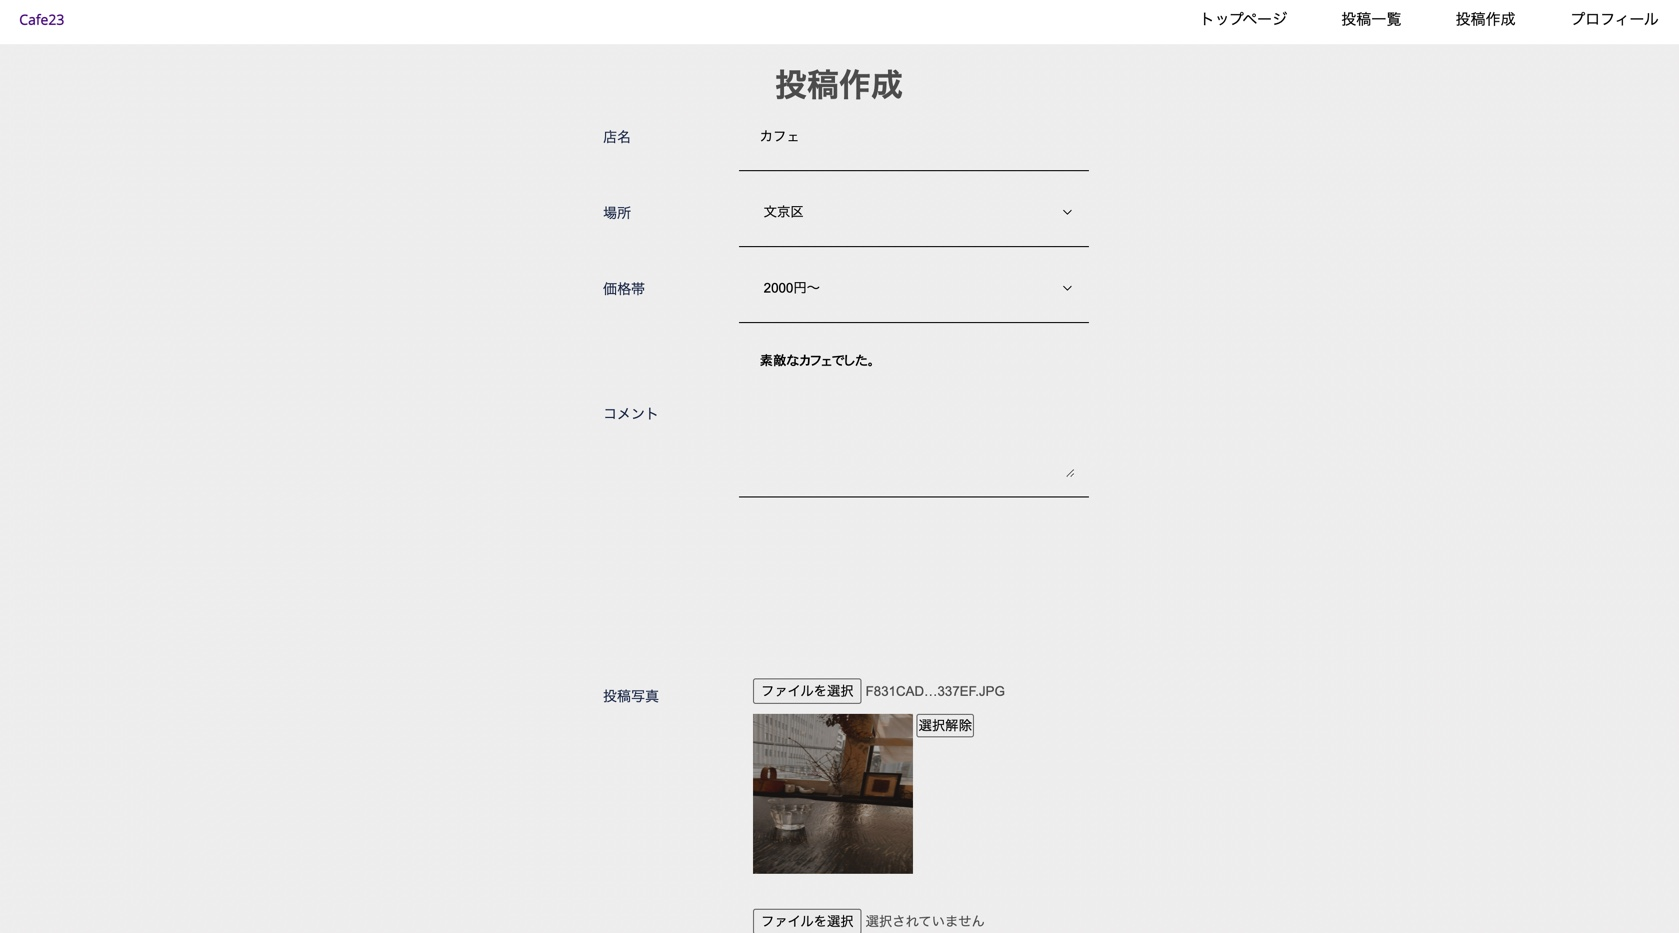 Cafe23 トップページ 投稿一覧 投稿作成 プロフィール
投稿作成
店名 カフェ
場所 文京区
価格帯 2000円〜
素敵なカフェでした。
コメント
投稿写真 ファイルを選択 F831CAD...337EF.JPG
選択解除
ファイルを選択 選択されていません